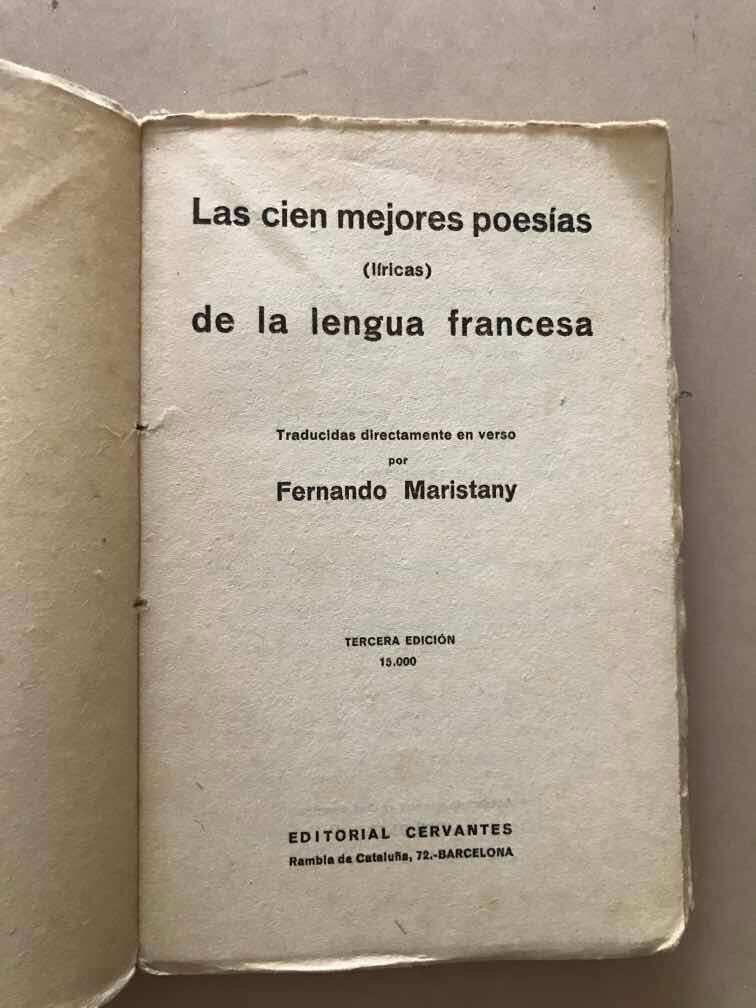 Las cien mejores poesías
(líricas)
de la lengua francesa
Traducidas directamente en verso
por
Fernando Maristany
TERCERA EDICIÓN
15.000
EDITORIAL CERVANTES
Rambla de Cataluña, 72.-BARCELONA